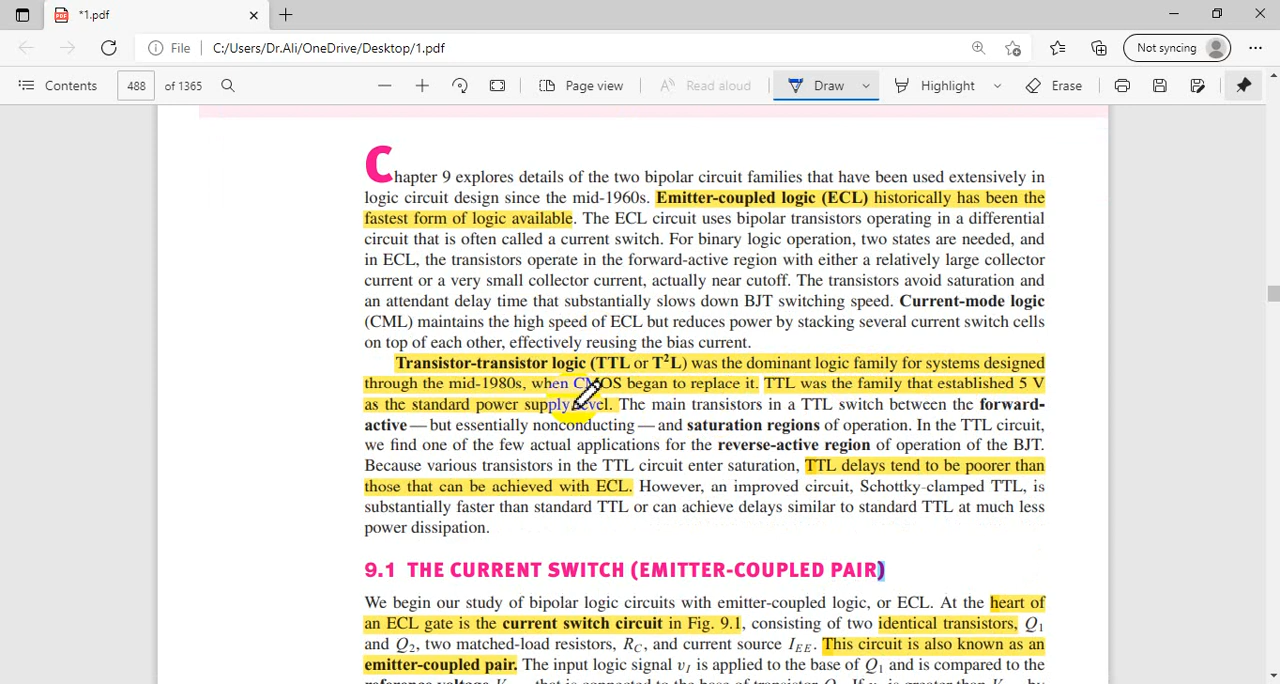 *1.pdf
File C:/Users/Dr.Ali/OneDrive/Desktop/1.pdf Not syncing
Contents 488 of 1365 Page view Read aloud Draw Highlight Erase
Chapter 9 explores details of the two bipolar circuit families that have been used extensively in
logic circuit design since the mid-1960s. Emitter-coupled logic (ECL) historically has been the
fastest form of logic available. The ECL circuit uses bipolar transistors operating in a differential
circuit that is often called a current switch. For binary logic operation, two states are needed, and
in ECL, the transistors operate in the forward-active region with either a relatively large collector
current or a very small collector current, actually near cutoff. The transistors avoid saturation and
an attendant delay time that substantially slows down BJT switching speed. Current-mode logic
(CML) maintains the high speed of ECL but reduces power by stacking several current switch cells
on top of each other, effectively reusing the bias current.
Transistor-transistor logic (TTL or T²L) was the dominant logic family for systems designed
through the mid-1980s, when CMOS began to replace it. TTL was the family that established 5 V
as the standard power supply level. The main transistors in a TTL switch between the forward-
active — but essentially nonconducting — and saturation regions of operation. In the TTL circuit,
we find one of the few actual applications for the reverse-active region of operation of the BJT.
Because various transistors in the TTL circuit enter saturation, TTL delays tend to be poorer than
those that can be achieved with ECL. However, an improved circuit, Schottky-clamped TTL, is
substantially faster than standard TTL or can achieve delays similar to standard TTL at much less
power dissipation.
9.1 THE CURRENT SWITCH (EMITTER-COUPLED PAIR)
We begin our study of bipolar logic circuits with emitter-coupled logic, or ECL. At the heart of
an ECL gate is the current switch circuit in Fig. 9.1, consisting of two identical transistors, Q1
and Q2, two matched-load resistors, RC, and current source IEE. This circuit is also known as an
emitter-coupled pair. The input logic signal vI is applied to the base of Q1 and is compared to the